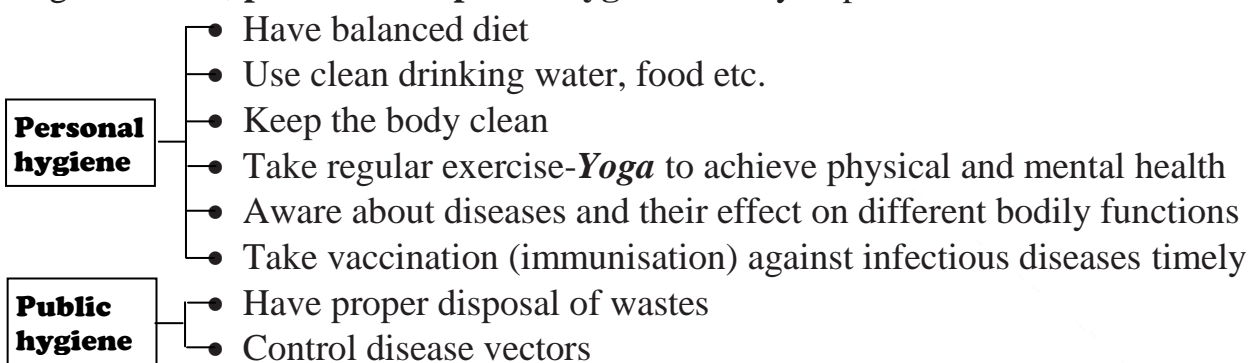 Have balanced diet
Use clean drinking water, food etc.
Personal hygiene
Keep the body clean
Take regular exercise-Yoga to achieve physical and mental health
Aware about diseases and their effect on different bodily functions
Take vaccination (immunisation) against infectious diseases timely
Public hygiene
Have proper disposal of wastes
Control disease vectors